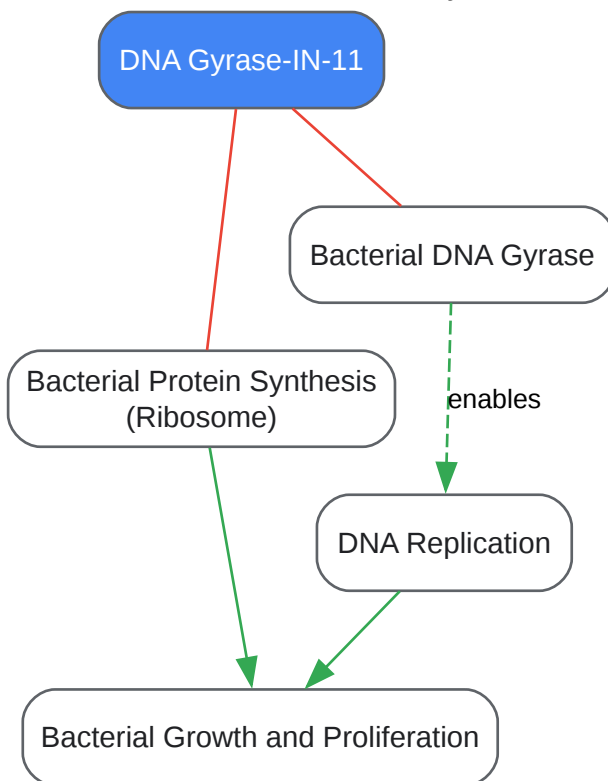 DNA Gyrase-IN-11
Bacterial DNA Gyrase
Bacterial Protein Synthesis
(Ribosome)
enables
DNA Replication
Bacterial Growth and Proliferation